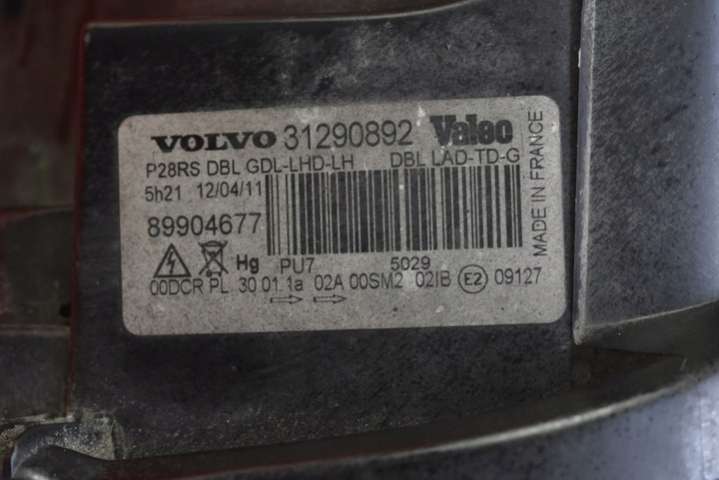 VOLVO 31290892 Valeo
P28RS DBL GDL-LHD-LH DBL LAD-TD-G
5h21 12/04/11
89904677
Hg PU7 5029
00DCR PL 30 01.1a 02A 00SM2 02IB E2 09127
MADE IN FRANCE